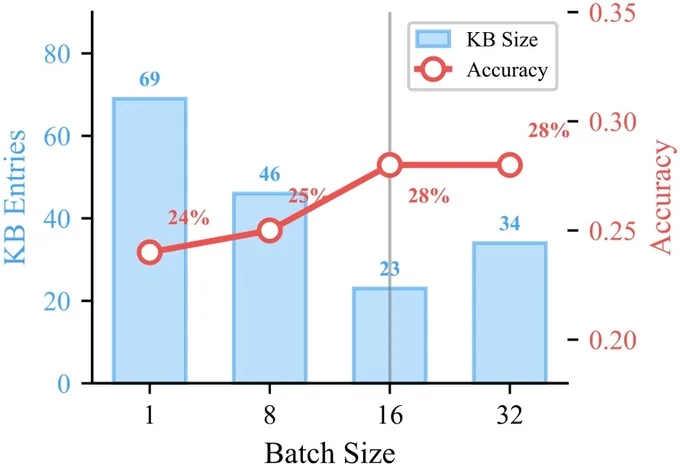 KB Entries
80
60
40
20
0
69
46
23
34
24%
25%
28%
28%
KB Size
Accuracy
0.35
0.30
0.25
0.20
Accuracy
1 8 16 32
Batch Size